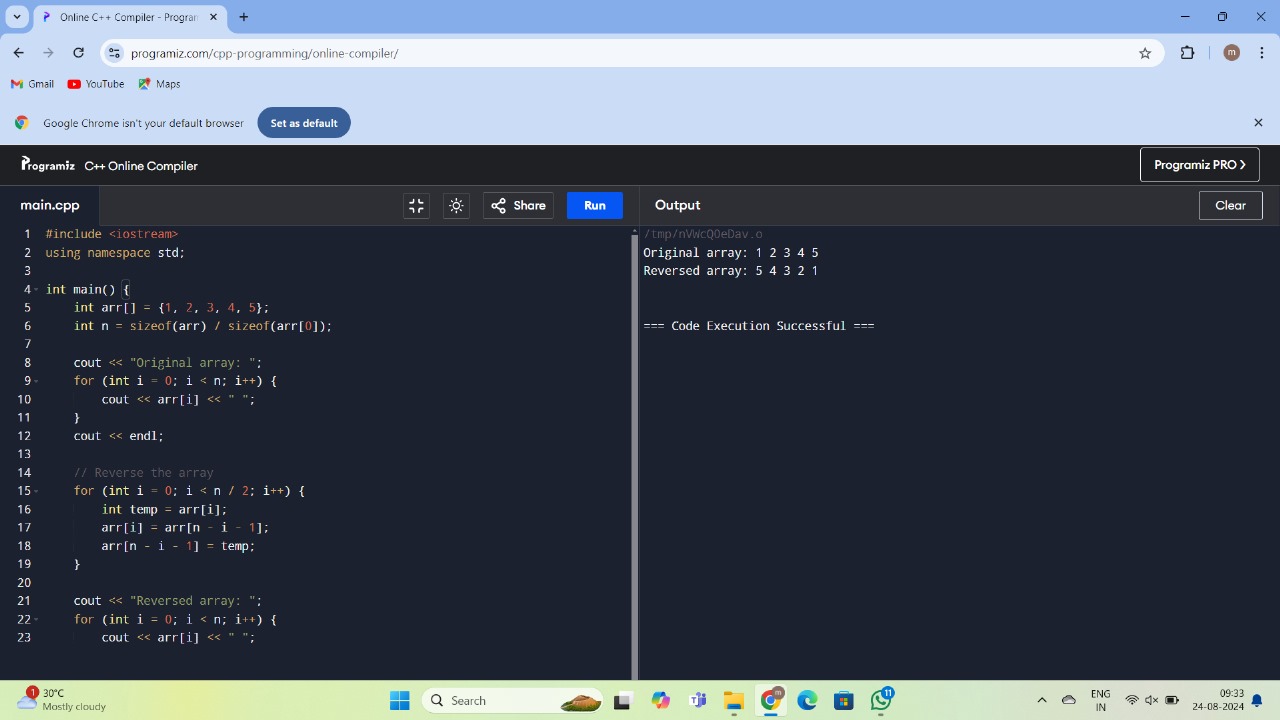 Online C++ Compiler - Program
programiz.com/cpp-programming/online-compiler/
m
Gmail YouTube Maps
Google Chrome isn't your default browser Set as default
Programiz C++ Online Compiler Programiz PRO >
main.cpp Share Run Output Clear
1 #include <iostream>
2 using namespace std;
3
4 int main() {
5 int arr[] = {1, 2, 3, 4, 5};
6 int n = sizeof(arr) / sizeof(arr[0]);
7
8 cout << "Original array: ";
9 for (int i = 0; i < n; i++) {
10 cout << arr[i] << " ";
11 }
12 cout << endl;
13
14 // Reverse the array
15 for (int i = 0; i < n / 2; i++) {
16 int temp = arr[i];
17 arr[i] = arr[n - i - 1];
18 arr[n - i - 1] = temp;
19 }
20
21 cout << "Reversed array: ";
22 for (int i = 0; i < n; i++) {
23 cout << arr[i] << " ";
/tmp/nVWcQOeDav.o
Original array: 1 2 3 4 5
Reversed array: 5 4 3 2 1
=== Code Execution Successful ===
1
30°C
Mostly cloudy
Search
m
11
ENG
IN
09:33
24-08-2024